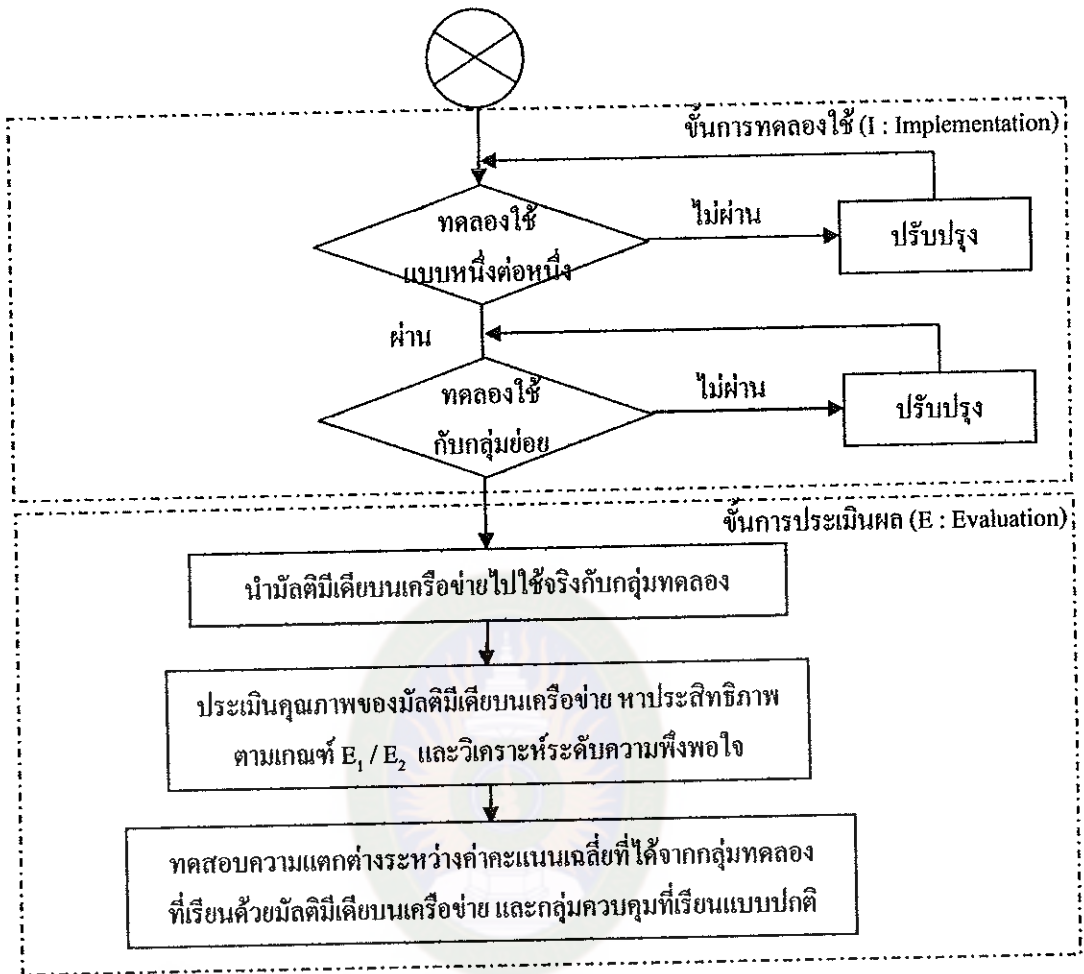 ขั้นการทดลองใช้ (I : Implementation)
ทดลองใช้
แบบหนึ่งต่อหนึ่ง
ไม่ผ่าน
ปรับปรุง
ผ่าน
ทดลองใช้
กับกลุ่มย่อย
ไม่ผ่าน
ปรับปรุง
ขั้นการประเมินผล (E : Evaluation)
นำมัลติมีเดียบนเครือข่ายไปใช้จริงกับกลุ่มทดลอง
ประเมินคุณภาพของมัลติมีเดียบนเครือข่าย หาประสิทธิภาพ
ตามเกณฑ์ E₁ / E₂ และวิเคราะห์ระดับความพึงพอใจ
ทดสอบความแตกต่างระหว่างค่าคะแนนเฉลี่ยที่ได้จากกลุ่มทดลอง
ที่เรียนด้วยมัลติมีเดียบนเครือข่าย และกลุ่มควบคุมที่เรียนแบบปกติ